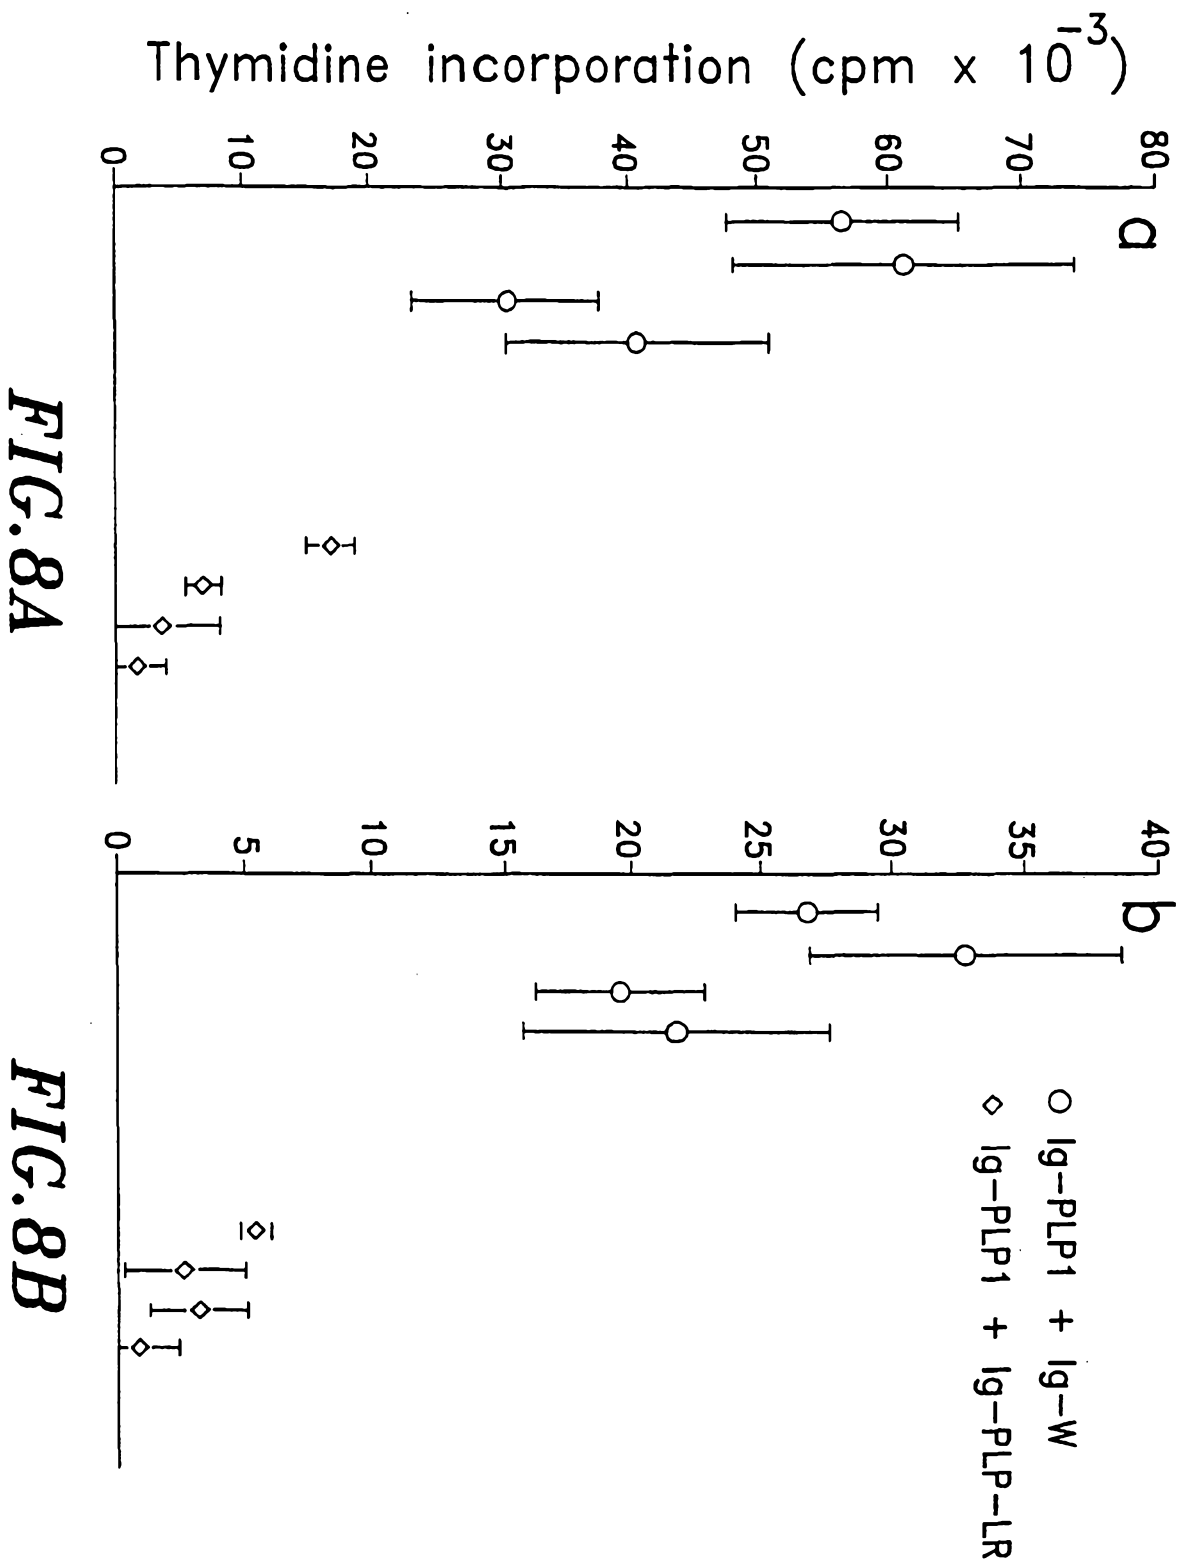 Thymidine incorporation (cpm x 10-3)
80
70
60
50
40
30
20
10
0
a
FIG.8A
40
35
30
25
20
15
10
5
0
b
Ig-PLP1 + Ig-W
Ig-PLP1 + Ig-PLP-LR
FIG.8B